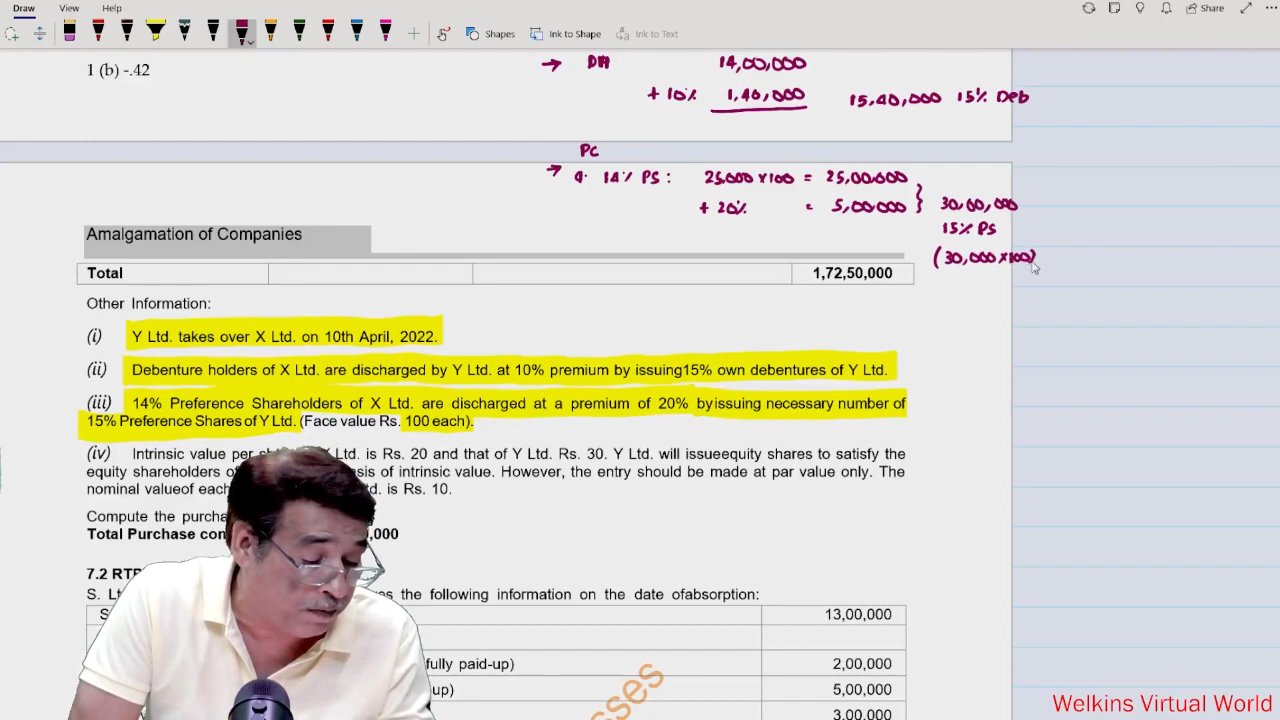 Draw View Help
Share
Shapes Ink to Shape Ink to Text
1 (b) -.42
→ DH 14,00,000
+ 10% 1,40,000 15,40,000 15% Deb
PC
→ 14% PS : 25,000 x 100 = 25,00,000
+ 20% = 5,00,000 } 30,00,000
15% PS
(30,000 x 100)
Amalgamation of Companies
Total 1,72,50,000
Other Information:
(i) Y Ltd. takes over X Ltd. on 10th April, 2022.
(ii) Debenture holders of X Ltd. are discharged by Y Ltd. at 10% premium by issuing15% own debentures of Y Ltd.
(iii) 14% Preference Shareholders of X Ltd. are discharged at a premium of 20% byissuing necessary number of
15% Preference Shares of Y Ltd. (Face value Rs. 100 each).
(iv) Intrinsic value per Ltd. is Rs. 20 and that of Y Ltd. Rs. 30. Y Ltd. will issueequity shares to satisfy the
equity shareholders of of intrinsic value. However, the entry should be made at par value only. The
nominal valueof each is Rs. 10.
Compute the
Total Purchase
7.2 the following information on the date ofabsorption:
13,00,000
fully paid-up) 2,00,000
5,00,000
3,00,000
Welkins Virtual World